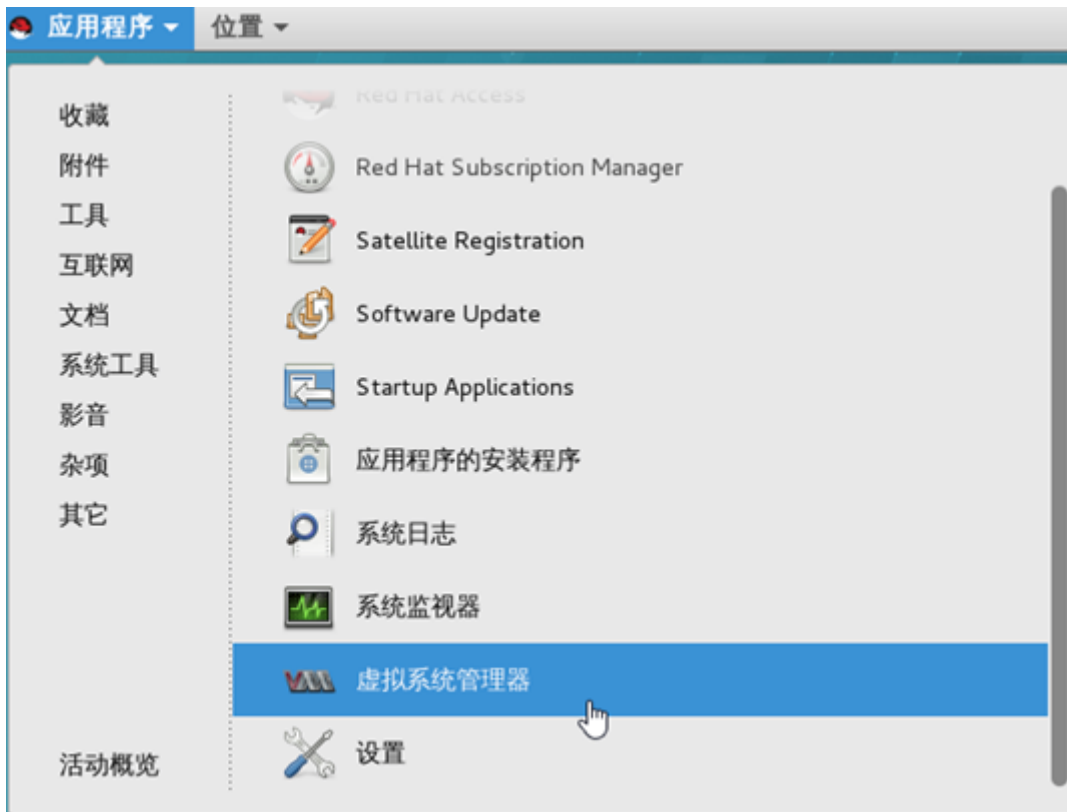 应用程序 位置
收藏
附件
工具
互联网
文档
系统工具
影音
杂项
其它
活动概览
Red Hat Access
Red Hat Subscription Manager
Satellite Registration
Software Update
Startup Applications
应用程序的安装程序
系统日志
系统监视器
虚拟系统管理器
设置